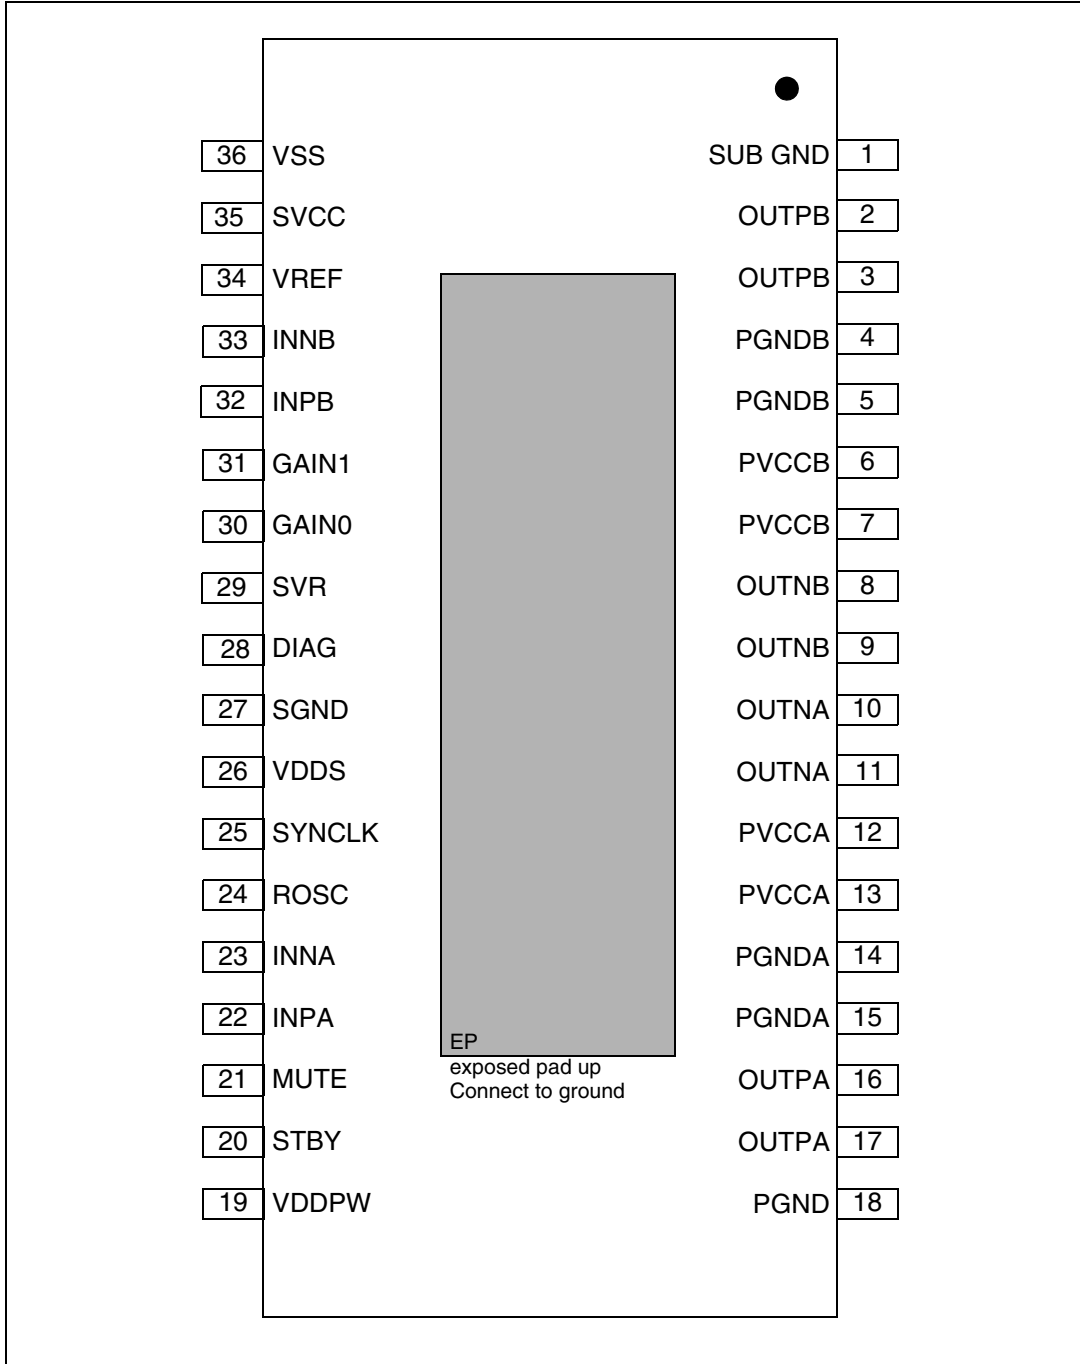 36 VSS SUB GND 1
35 SVCC OUTPB 2
34 VREF OUTPB 3
33 INNB PGNDB 4
32 INPB PGNDB 5
31 GAIN1 PVCCB 6
30 GAIN0 PVCCB 7
29 SVR OUTNB 8
28 DIAG OUTNB 9
27 SGND OUTNA 10
26 VDDS OUTNA 11
25 SYNCLK PVCCA 12
24 ROSC PVCCA 13
23 INNA PGNDA 14
22 INPA PGNDA 15
EP
exposed pad up
Connect to ground
21 MUTE OUTPA 16
20 STBY OUTPA 17
19 VDDPW PGND 18